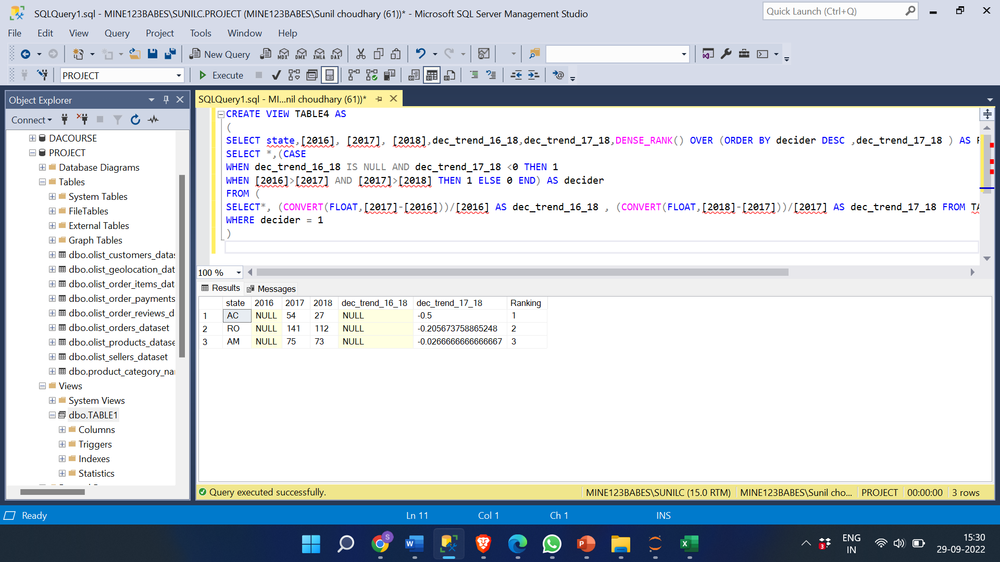 SQLQuery1.sql - MINE123BABES\SUNILC.PROJECT (MINE123BABES\Sunil choudhary (61))* - Microsoft SQL Server Management Studio
Quick Launch (Ctrl+Q)
File Edit View Query Project Tools Window Help
New Query MDX DMX XMLA DAX
PROJECT Execute
Object Explorer
Connect
DACOURSE
PROJECT
Database Diagrams
Tables
System Tables
FileTables
External Tables
Graph Tables
dbo.olist_customers_datas
dbo.olist_geolocation_dat
dbo.olist_order_items_dat
dbo.olist_order_payments
dbo.olist_order_reviews_d
dbo.olist_orders_dataset
dbo.olist_products_datase
dbo.olist_sellers_dataset
dbo.product_category_na
Views
System Views
dbo.TABLE1
Columns
Triggers
Indexes
Statistics
SQLQuery1.sql - MI...nil choudhary (61))*
CREATE VIEW TABLE4 AS
(
SELECT state,[2016], [2017], [2018],dec_trend_16_18,dec_trend_17_18,DENSE_RANK() OVER (ORDER BY decider DESC ,dec_trend_17_18 ) AS
SELECT *,(CASE
WHEN dec_trend_16_18 IS NULL AND dec_trend_17_18 <0 THEN 1
WHEN [2016]>[2017] AND [2017]>[2018] THEN 1 ELSE 0 END) AS decider
FROM (
SELECT*, (CONVERT(FLOAT,[2017]-[2016]))/[2016] AS dec_trend_16_18 , (CONVERT(FLOAT,[2018]-[2017]))/[2017] AS dec_trend_17_18 FROM TA
WHERE decider = 1
)
100 %
Results Messages
state 2016 2017 2018 dec_trend_16_18 dec_trend_17_18 Ranking
1 AC NULL 54 27 NULL -0.5 1
2 RO NULL 141 112 NULL -0.205673758865248 2
3 AM NULL 75 73 NULL -0.0266666666666667 3
Query executed successfully. MINE123BABES\SUNILC (15.0 RTM) MINE123BABES\Sunil cho... PROJECT 00:00:00 3 rows
Ready Ln 11 Col 1 Ch 1 INS
S W P X 3
ENG
IN
15:30
29-09-2022